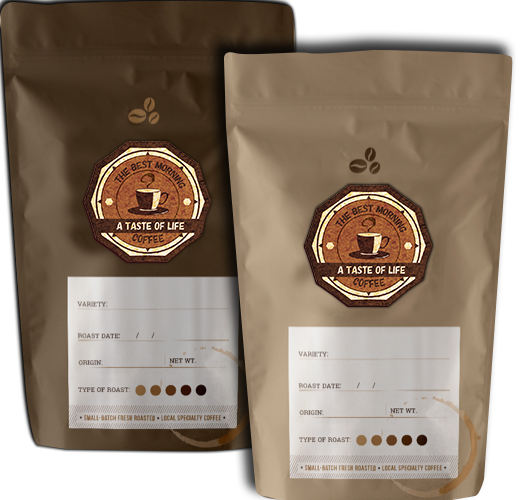 THE BEST MORNING
A TASTE OF LIFE
COFFEE
VARIETY:
ROAST DATE: / /
ORIGIN: NET WT.
TYPE OF ROAST:
• SMALL-BATCH FRESH ROASTED • LOCAL SPECIALTY COFFEE •
THE BEST MORNING
A TASTE OF LIFE
COFFEE
VARIETY:
ROAST DATE: / /
ORIGIN: NET WT.
TYPE OF ROAST:
• SMALL-BATCH FRESH ROASTED • LOCAL SPECIALTY COFFEE •